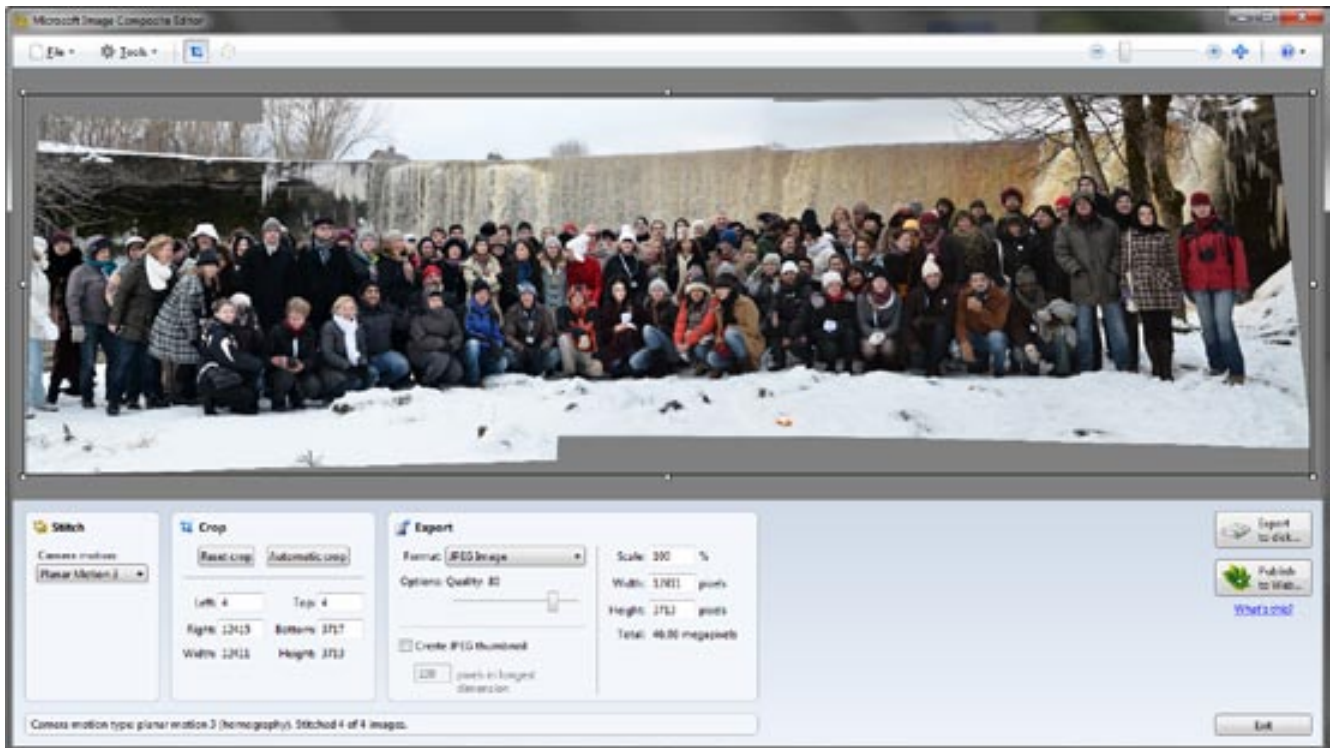 Microsoft Image Composite Editor
File Tools
Stitch
Camera motion:
Planar Motion 3
Crop
Reset crop Automatic crop
Left: 4 Top: 4
Right: 12415 Bottom: 3717
Width: 12411 Height: 3713
Export
Format: JPEG Image
Options: Quality: 80
Create JPEG thumbnail
pixels in longest
dimension
Scale: 100 %
Width: 12411 pixels
Height: 3713 pixels
Total: megapixels
Export
to disk...
Publish
to Web...
What's this?
Camera motion type: planar motion 3 (homography). Stitched 4 of 4 images.
Exit